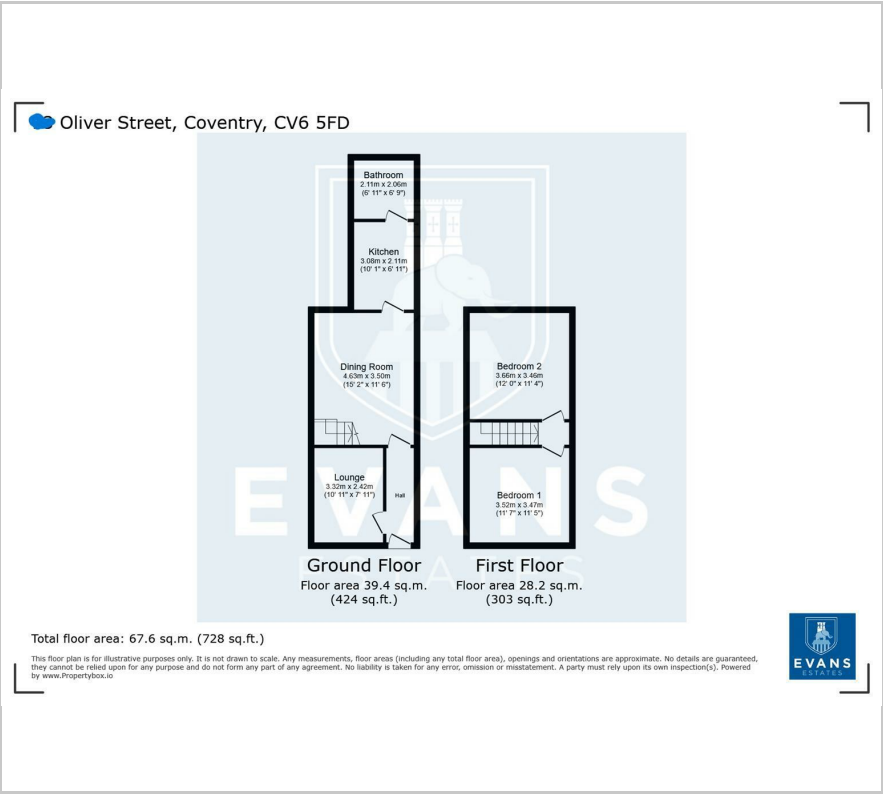 Oliver Street, Coventry, CV6 5FD
Bathroom
2.11m x 2.06m
(6' 11" x 6' 9")
Kitchen
3.08m x 2.11m
(10' 1" x 6' 11")
Dining Room
4.63m x 3.50m
(15' 2" x 11' 6")
Lounge
3.32m x 2.42m
(10' 11" x 7' 11")
Hall
Bedroom 2
3.66m x 3.46m
(12' 0" x 11' 4")
Bedroom 1
3.52m x 3.47m
(11' 7" x 11' 5")
EVANS
ESTATES
Ground Floor
Floor area 39.4 sq.m.
(424 sq.ft.)
First Floor
Floor area 28.2 sq.m.
(303 sq.ft.)
Total floor area: 67.6 sq.m. (728 sq.ft.)
This floor plan is for illustrative purposes only. It is not drawn to scale. Any measurements, floor areas (including any total floor area), openings and orientations are approximate. No details are guaranteed,
they cannot be relied upon for any purpose and do not form any part of any agreement. No liability is taken for any error, omission or misstatement. A party must rely upon its own inspection(s). Powered
by www.Propertybox.io
EVANS
ESTATES